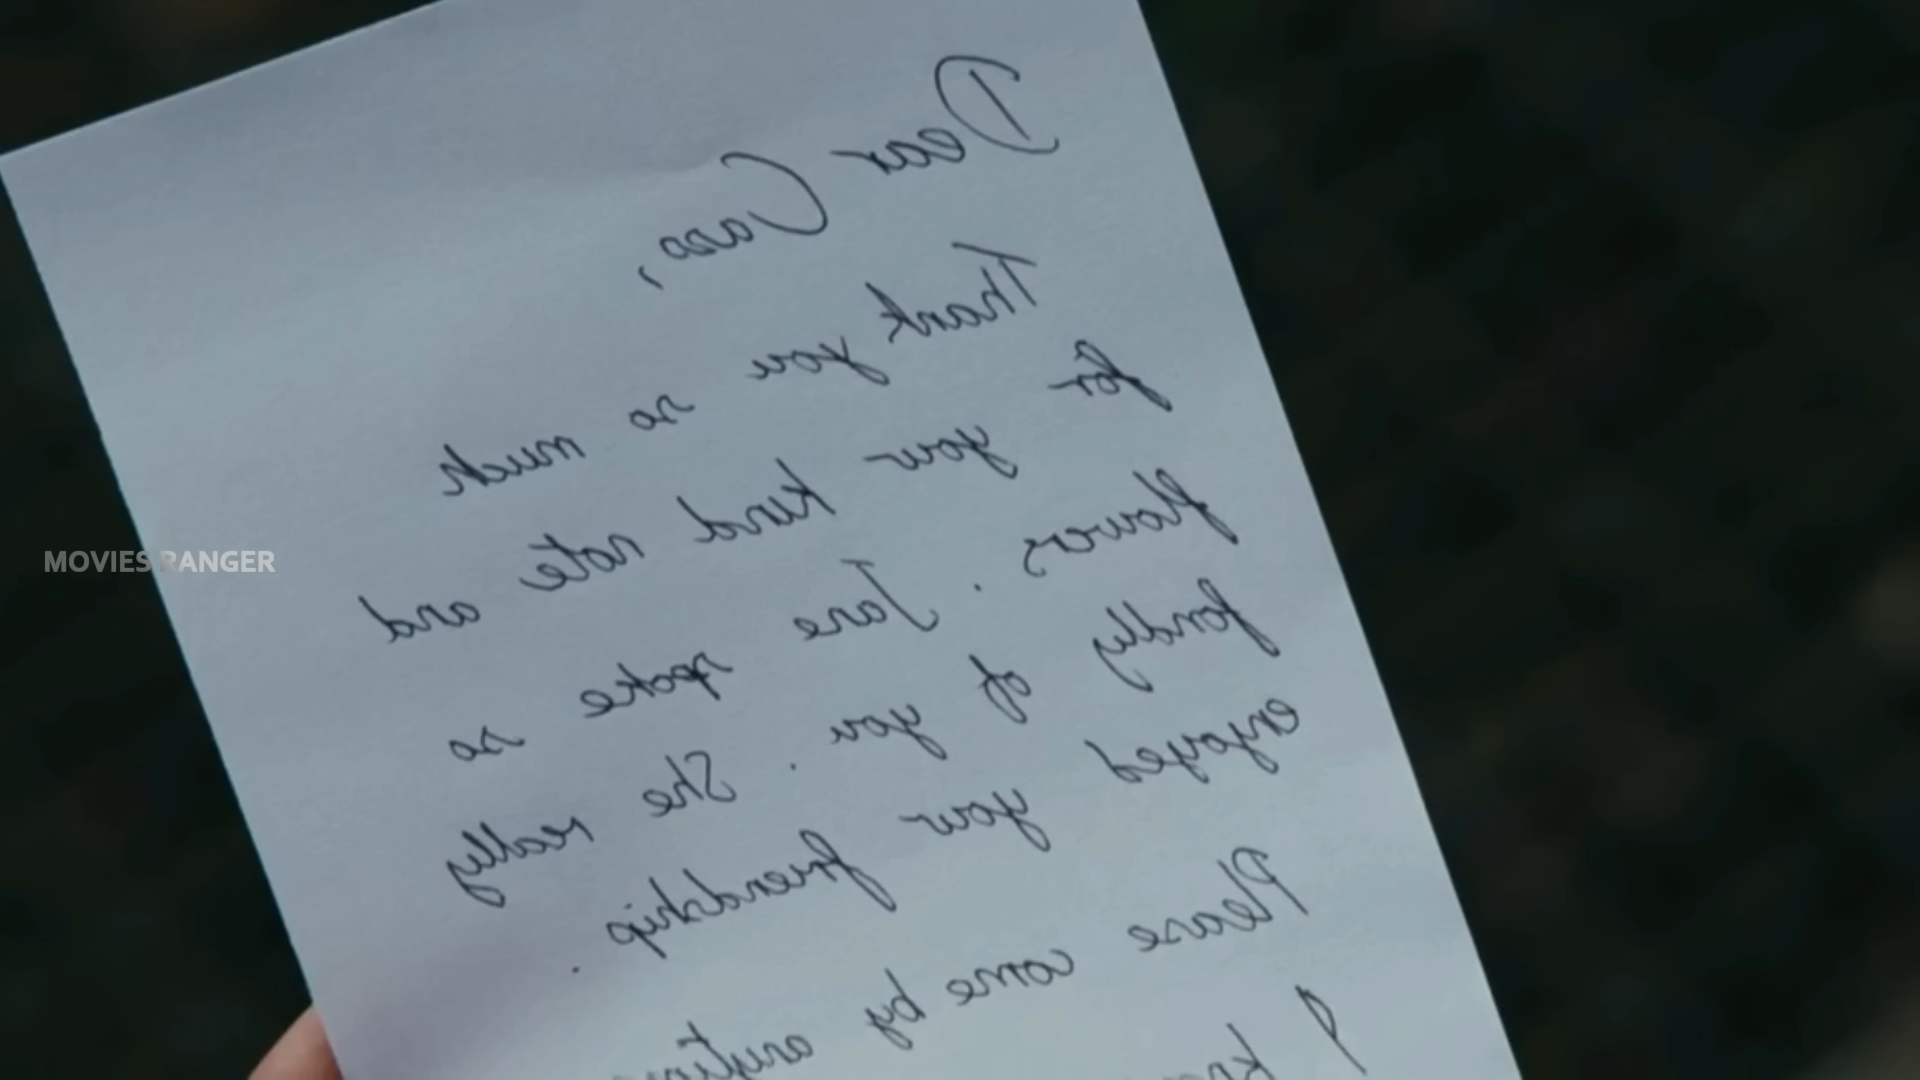 Dear Caso,
Thank you so much
for your kind note and
flowers. Jane spoke so
fondly of you. She really
enjoyed your friendship.
Please come by
I
MOVIES RANGER